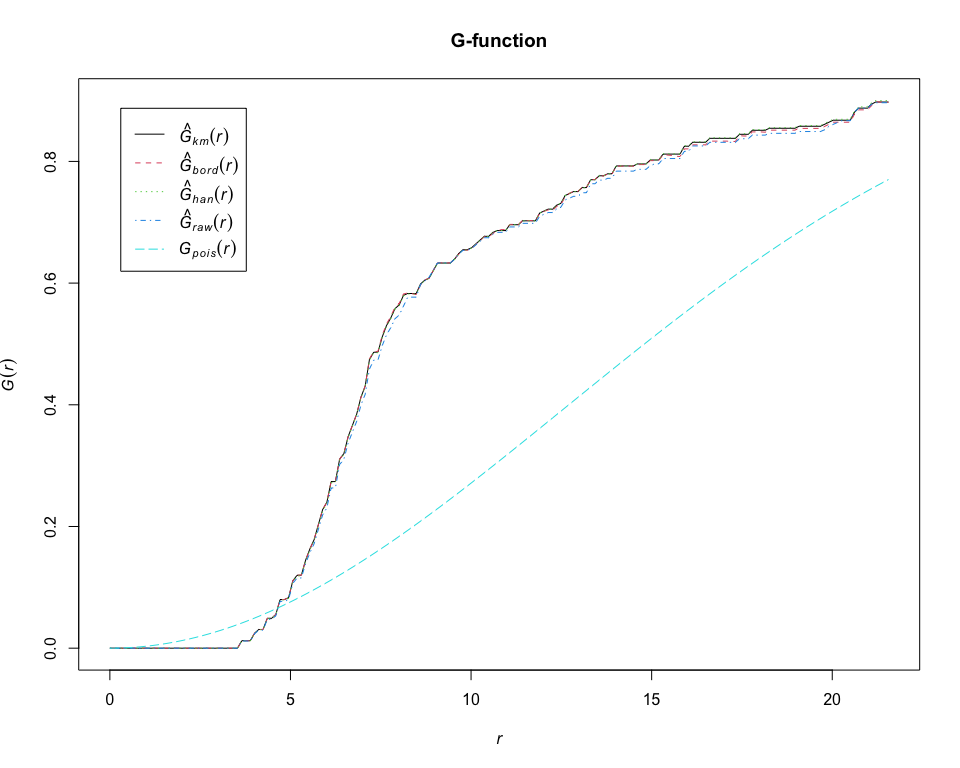 G-function
Ĝkm(r)
Ĝbord(r)
Ĝhan(r)
Ĝraw(r)
Gpois(r)
G(r)
0.8
0.6
0.4
0.2
0.0
0 5 10 15 20
r